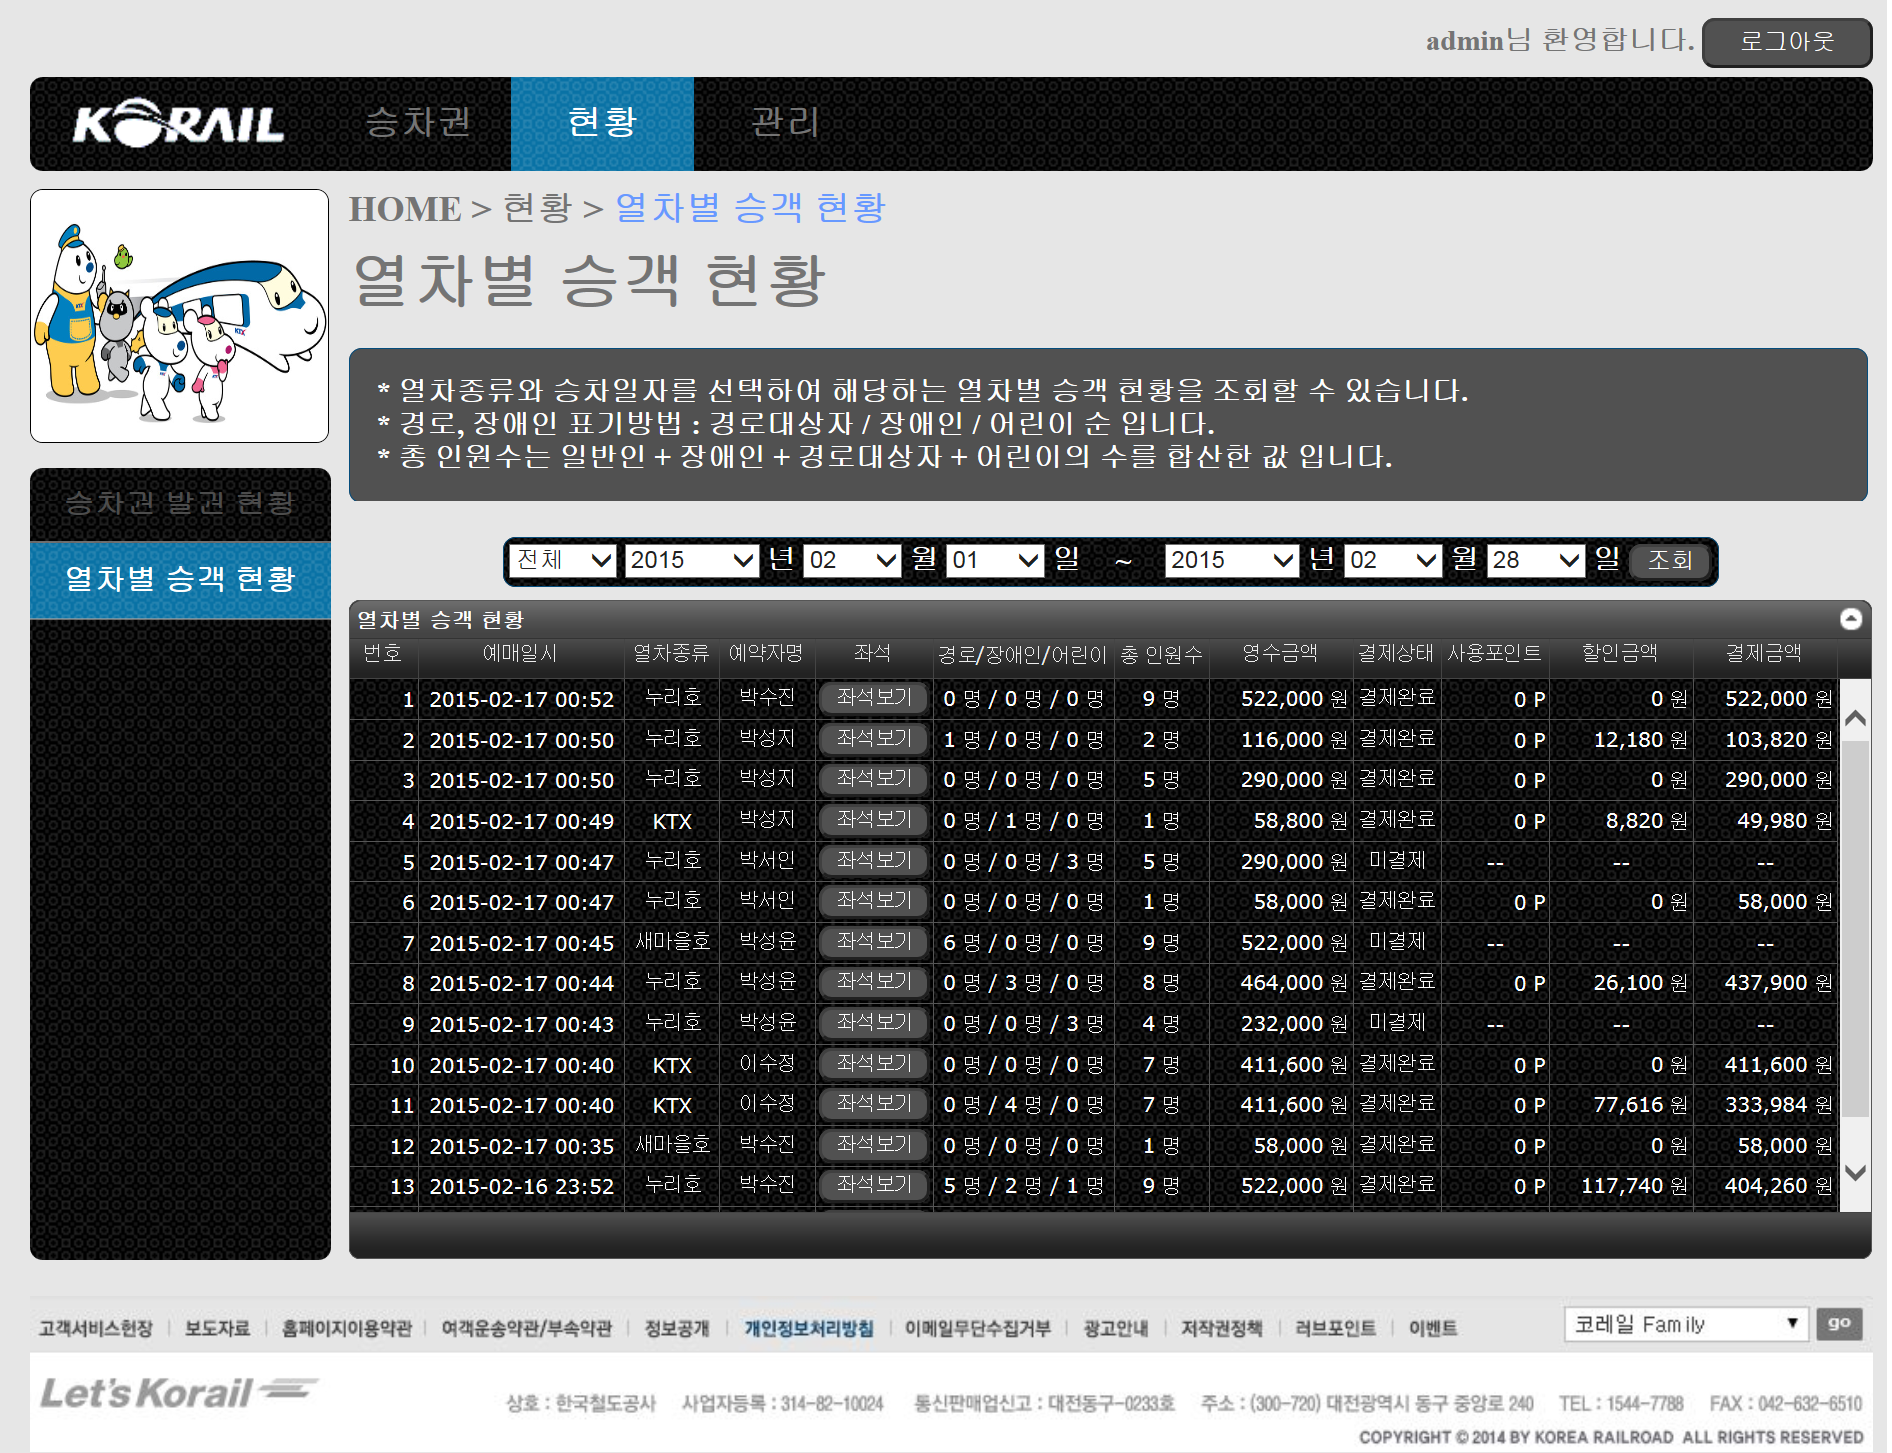 admin님 환영합니다. 로그아웃
KORAIL 승차권 현황 관리
HOME > 현황 > 열차별 승객 현황
열차별 승객 현황
* 열차종류와 승차일자를 선택하여 해당하는 열차별 승객 현황을 조회할 수 있습니다.
* 경로, 장애인 표기방법 : 경로대상자 / 장애인 / 어린이 순 입니다.
* 총 인원수는 일반인 + 장애인 + 경로대상자 + 어린이의 수를 합산한 값 입니다.
승차권 발권 현황
열차별 승객 현황
전체 2015 년 02 월 01 일 ~ 2015 년 02 월 28 일 조회
열차별 승객 현황
번호 예매일시 열차종류 예약자명 좌석 경로/장애인/어린이 총 인원수 영수금액 결제상태 사용포인트 할인금액 결제금액
1 2015-02-17 00:52 누리호 박수진 좌석보기 0 명 / 0 명 / 0 명 9 명 522,000 원 결제완료 0 P 0 원 522,000 원
2 2015-02-17 00:50 누리호 박성지 좌석보기 1 명 / 0 명 / 0 명 2 명 116,000 원 결제완료 0 P 12,180 원 103,820 원
3 2015-02-17 00:50 누리호 박성지 좌석보기 0 명 / 0 명 / 0 명 5 명 290,000 원 결제완료 0 P 0 원 290,000 원
4 2015-02-17 00:49 KTX 박성지 좌석보기 0 명 / 1 명 / 0 명 1 명 58,800 원 결제완료 0 P 8,820 원 49,980 원
5 2015-02-17 00:47 누리호 박서인 좌석보기 0 명 / 0 명 / 3 명 5 명 290,000 원 미결제 -- -- --
6 2015-02-17 00:47 누리호 박서인 좌석보기 0 명 / 0 명 / 0 명 1 명 58,000 원 결제완료 0 P 0 원 58,000 원
7 2015-02-17 00:45 새마을호 박성윤 좌석보기 6 명 / 0 명 / 0 명 9 명 522,000 원 미결제 -- -- --
8 2015-02-17 00:44 누리호 박성윤 좌석보기 0 명 / 3 명 / 0 명 8 명 464,000 원 결제완료 0 P 26,100 원 437,900 원
9 2015-02-17 00:43 누리호 박성윤 좌석보기 0 명 / 0 명 / 3 명 4 명 232,000 원 미결제 -- -- --
10 2015-02-17 00:40 KTX 이수정 좌석보기 0 명 / 0 명 / 0 명 7 명 411,600 원 결제완료 0 P 0 원 411,600 원
11 2015-02-17 00:40 KTX 이수정 좌석보기 0 명 / 4 명 / 0 명 7 명 411,600 원 결제완료 0 P 77,616 원 333,984 원
12 2015-02-17 00:35 새마을호 박수진 좌석보기 0 명 / 0 명 / 0 명 1 명 58,000 원 결제완료 0 P 0 원 58,000 원
13 2015-02-16 23:52 누리호 박수진 좌석보기 5 명 / 2 명 / 1 명 9 명 522,000 원 결제완료 0 P 117,740 원 404,260 원
고객서비스헌장 | 보도자료 | 홈페이지이용약관 | 여객운송약관/부속약관 | 정보공개 | 개인정보처리방침 | 이메일무단수집거부 | 광고안내 | 저작권정책 | 러브포인트 | 이벤트 코레일 Family go
Let's Korail 상호 : 한국철도공사 사업자등록 : 314-82-10024 통신판매업신고 : 대전동구-0233호 주소 : (300-720) 대전광역시 동구 중앙로 240 TEL : 1544-7788 FAX : 042-632-6510
COPYRIGHT © 2014 BY KOREA RAILROAD ALL RIGHTS RESERVED